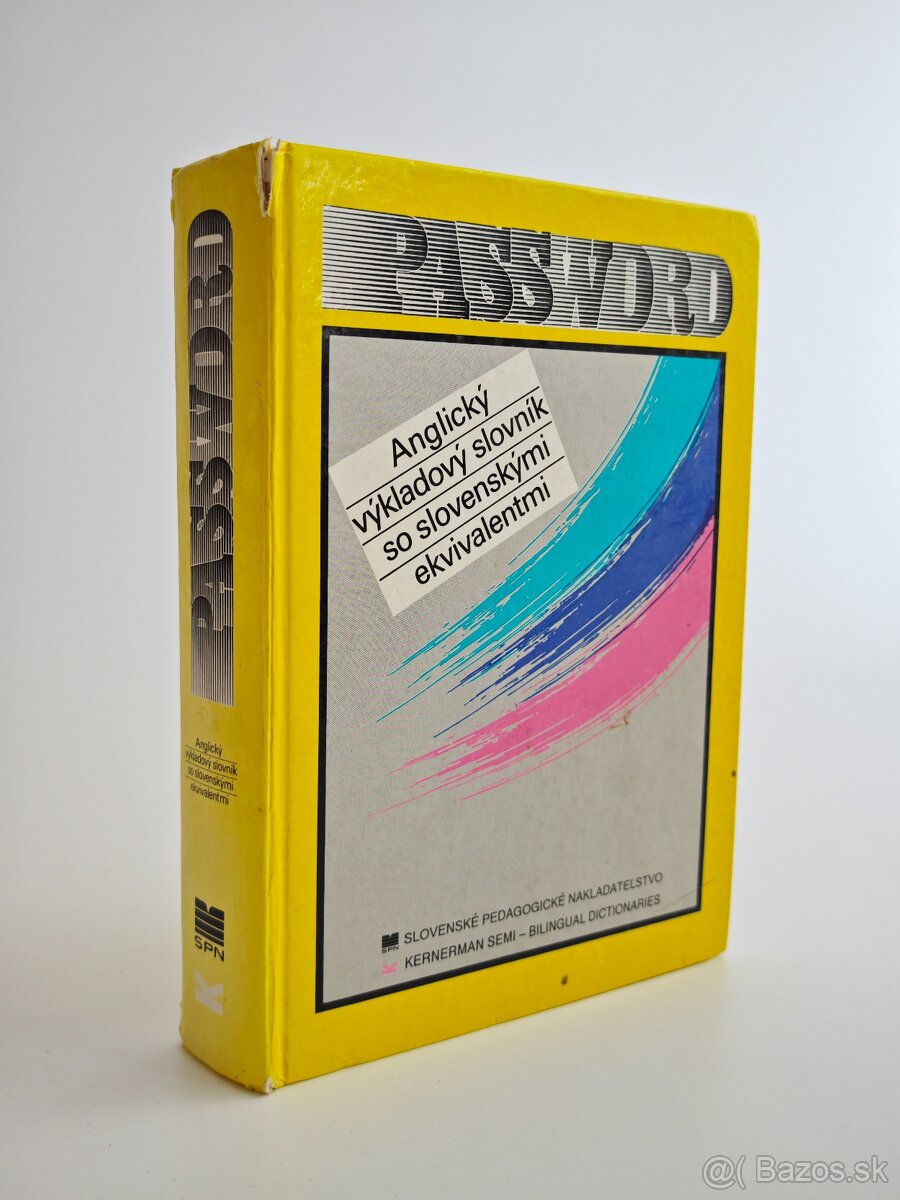 PASSWORD
Anglický
výkladový slovník
so slovenskými
ekvivalentmi
SPN
PASSWORD
Anglický
výkladový slovník
so slovenskými
ekvivalentmi
SPN SLOVENSKÉ PEDAGOGICKÉ NAKLADATEĽSTVO
K KERNERMAN SEMI – BILINGUAL DICTIONARIES
@( Bazos.sk